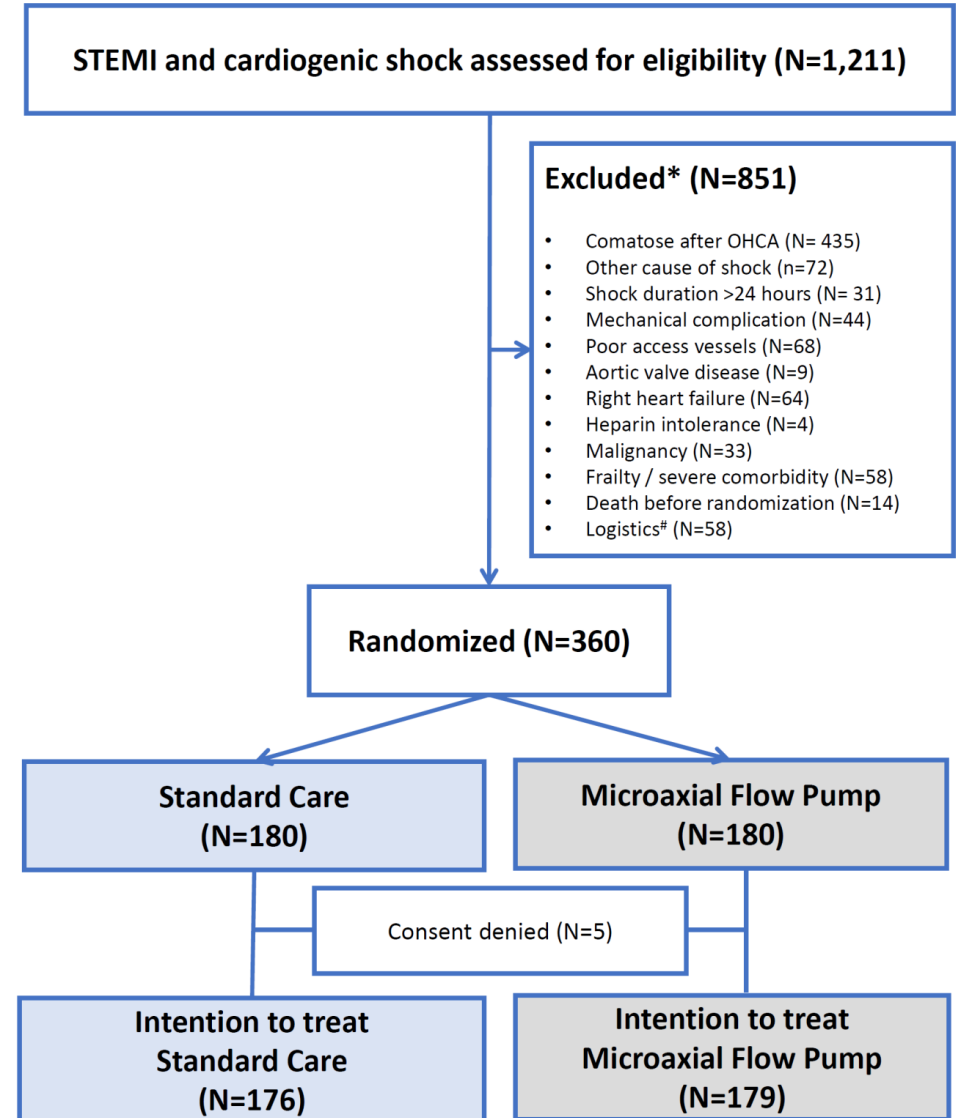 STEMI and cardiogenic shock assessed for eligibility (N=1,211)
Excluded* (N=851)
• Comatose after OHCA (N= 435)
• Other cause of shock (n=72)
• Shock duration >24 hours (N= 31)
• Mechanical complication (N=44)
• Poor access vessels (N=68)
• Aortic valve disease (N=9)
• Right heart failure (N=64)
• Heparin intolerance (N=4)
• Malignancy (N=33)
• Frailty / severe comorbidity (N=58)
• Death before randomization (N=14)
• Logistics# (N=58)
Randomized (N=360)
Standard Care
(N=180)
Microaxial Flow Pump
(N=180)
Consent denied (N=5)
Intention to treat
Standard Care
(N=176)
Intention to treat
Microaxial Flow Pump
(N=179)